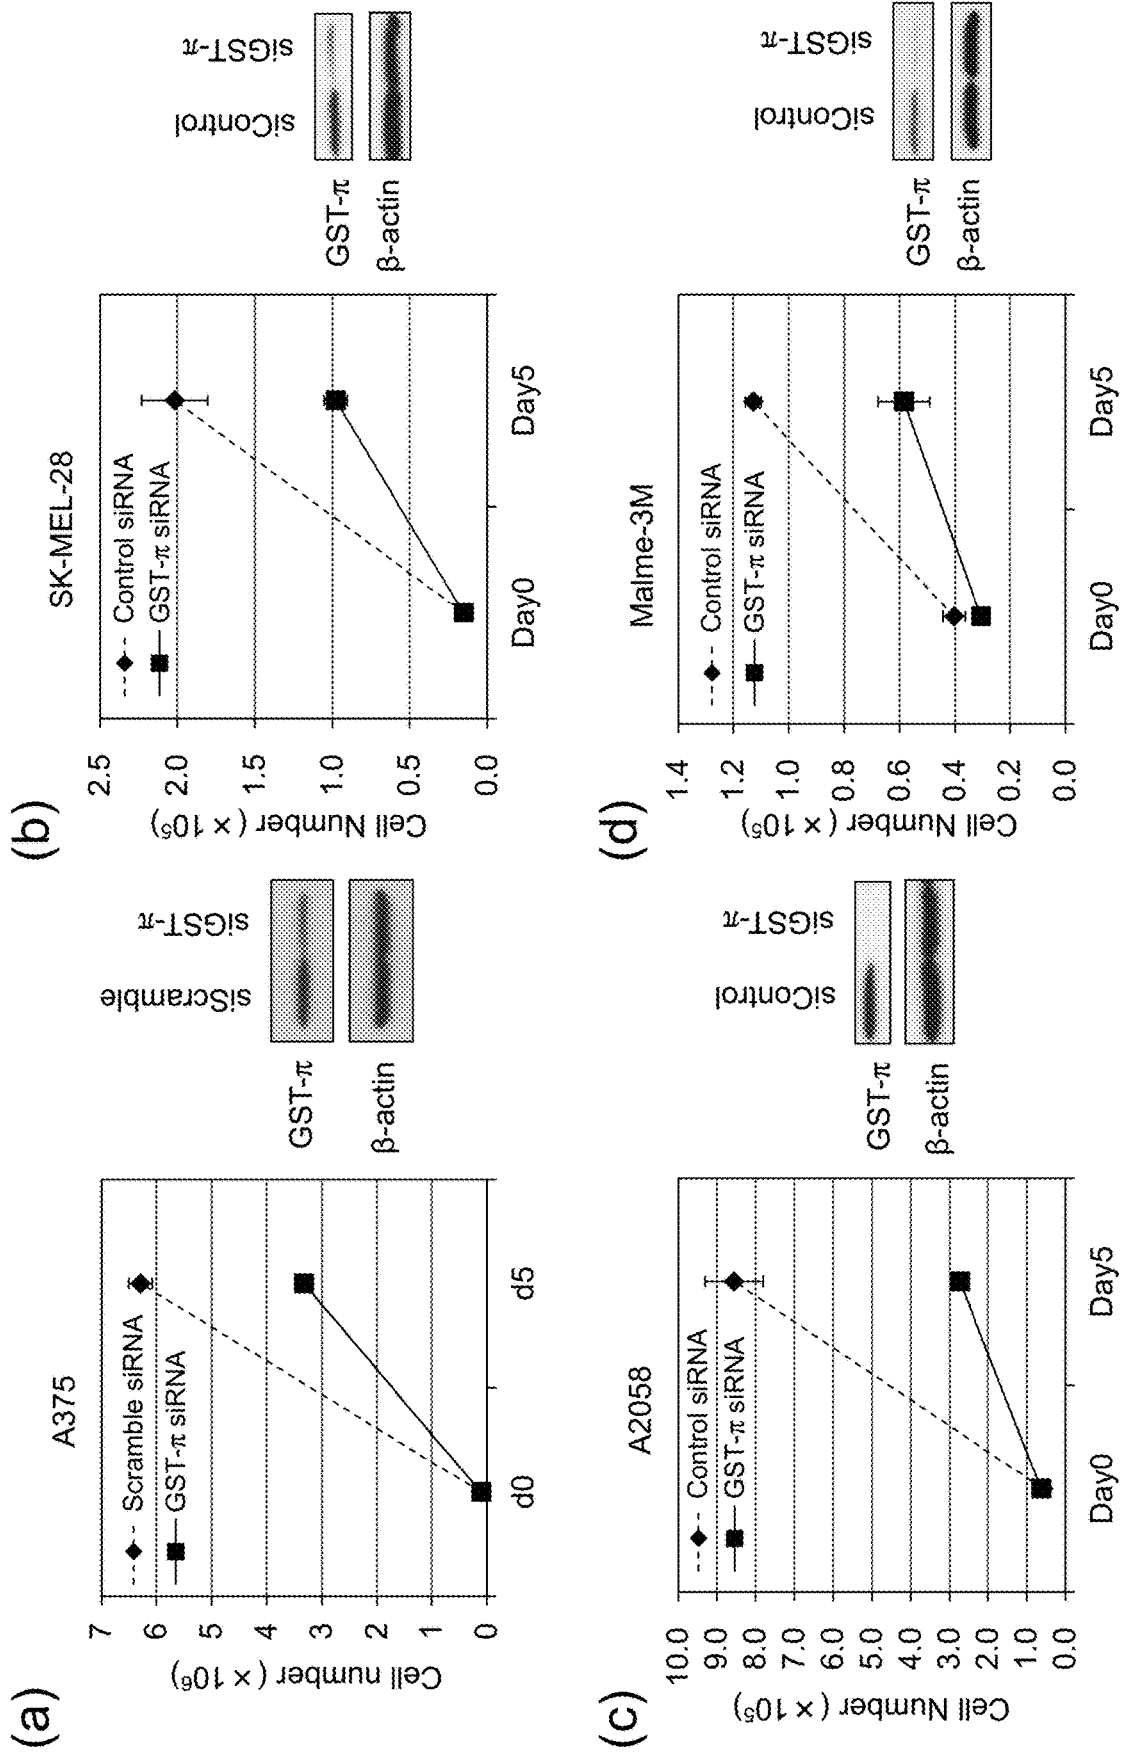 (a)
A375
Cell number (×10⁶)
7
6
5
4
3
2
1
0
Scramble siRNA
GST-π siRNA
d0
d5
siScramble
siGST-π
GST-π
β-actin
(b)
SK-MEL-28
Cell Number (×10⁵)
2.5
2.0
1.5
1.0
0.5
0.0
Control siRNA
GST-π siRNA
Day0
Day5
siControl
siGST-π
GST-π
β-actin
(c)
A2058
Cell Number (×10⁵)
10.0
9.0
8.0
7.0
6.0
5.0
4.0
3.0
2.0
1.0
0.0
Control siRNA
GST-π siRNA
Day0
Day5
siControl
siGST-π
GST-π
β-actin
(d)
Malme-3M
Cell Number (×10⁵)
1.4
1.2
1.0
0.8
0.6
0.4
0.2
0.0
Control siRNA
GST-π siRNA
Day0
Day5
siControl
siGST-π
GST-π
β-actin